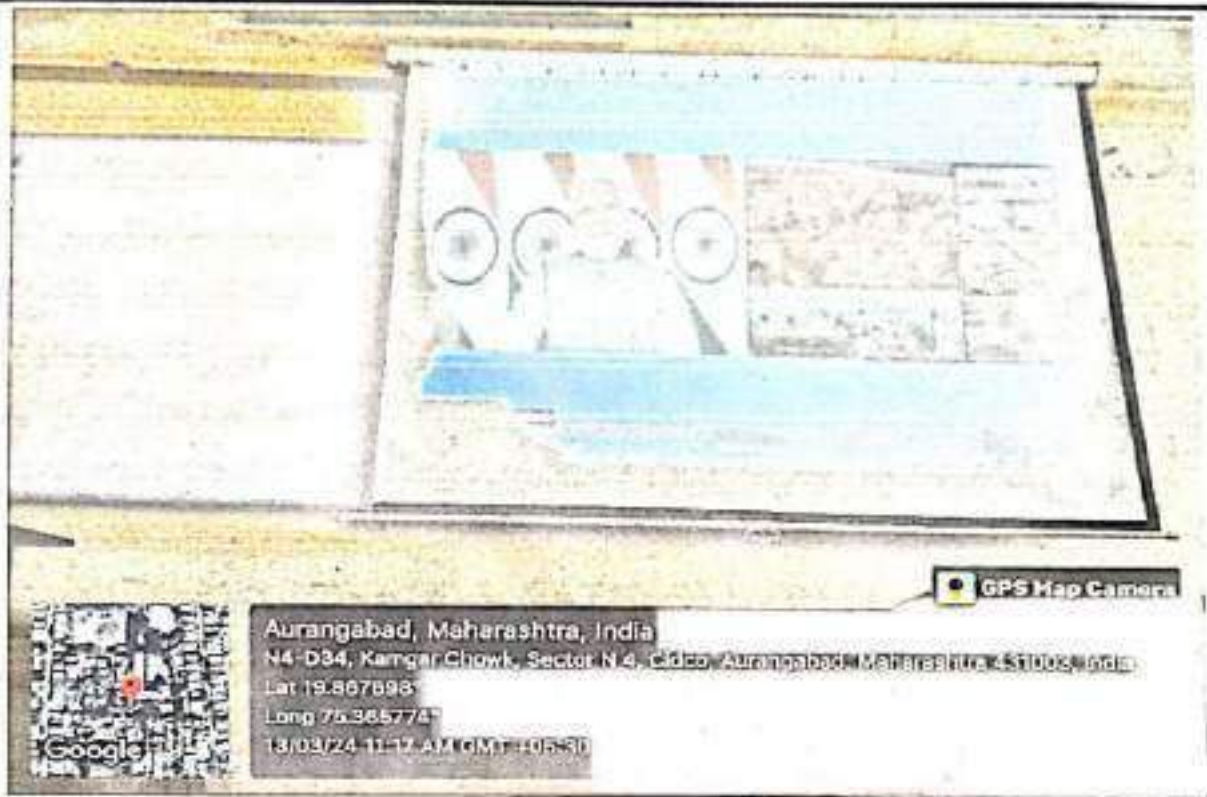 GPS Map Camera
Aurangabad, Maharashtra, India
N4-D34, Kamgar Chowk, Sector N 4, Cidco, Aurangabad, Maharashtra 431003, India
Lat 19.867698°
Long 75.365774°
13/03/24 11:17 AM GMT +05:30
Google